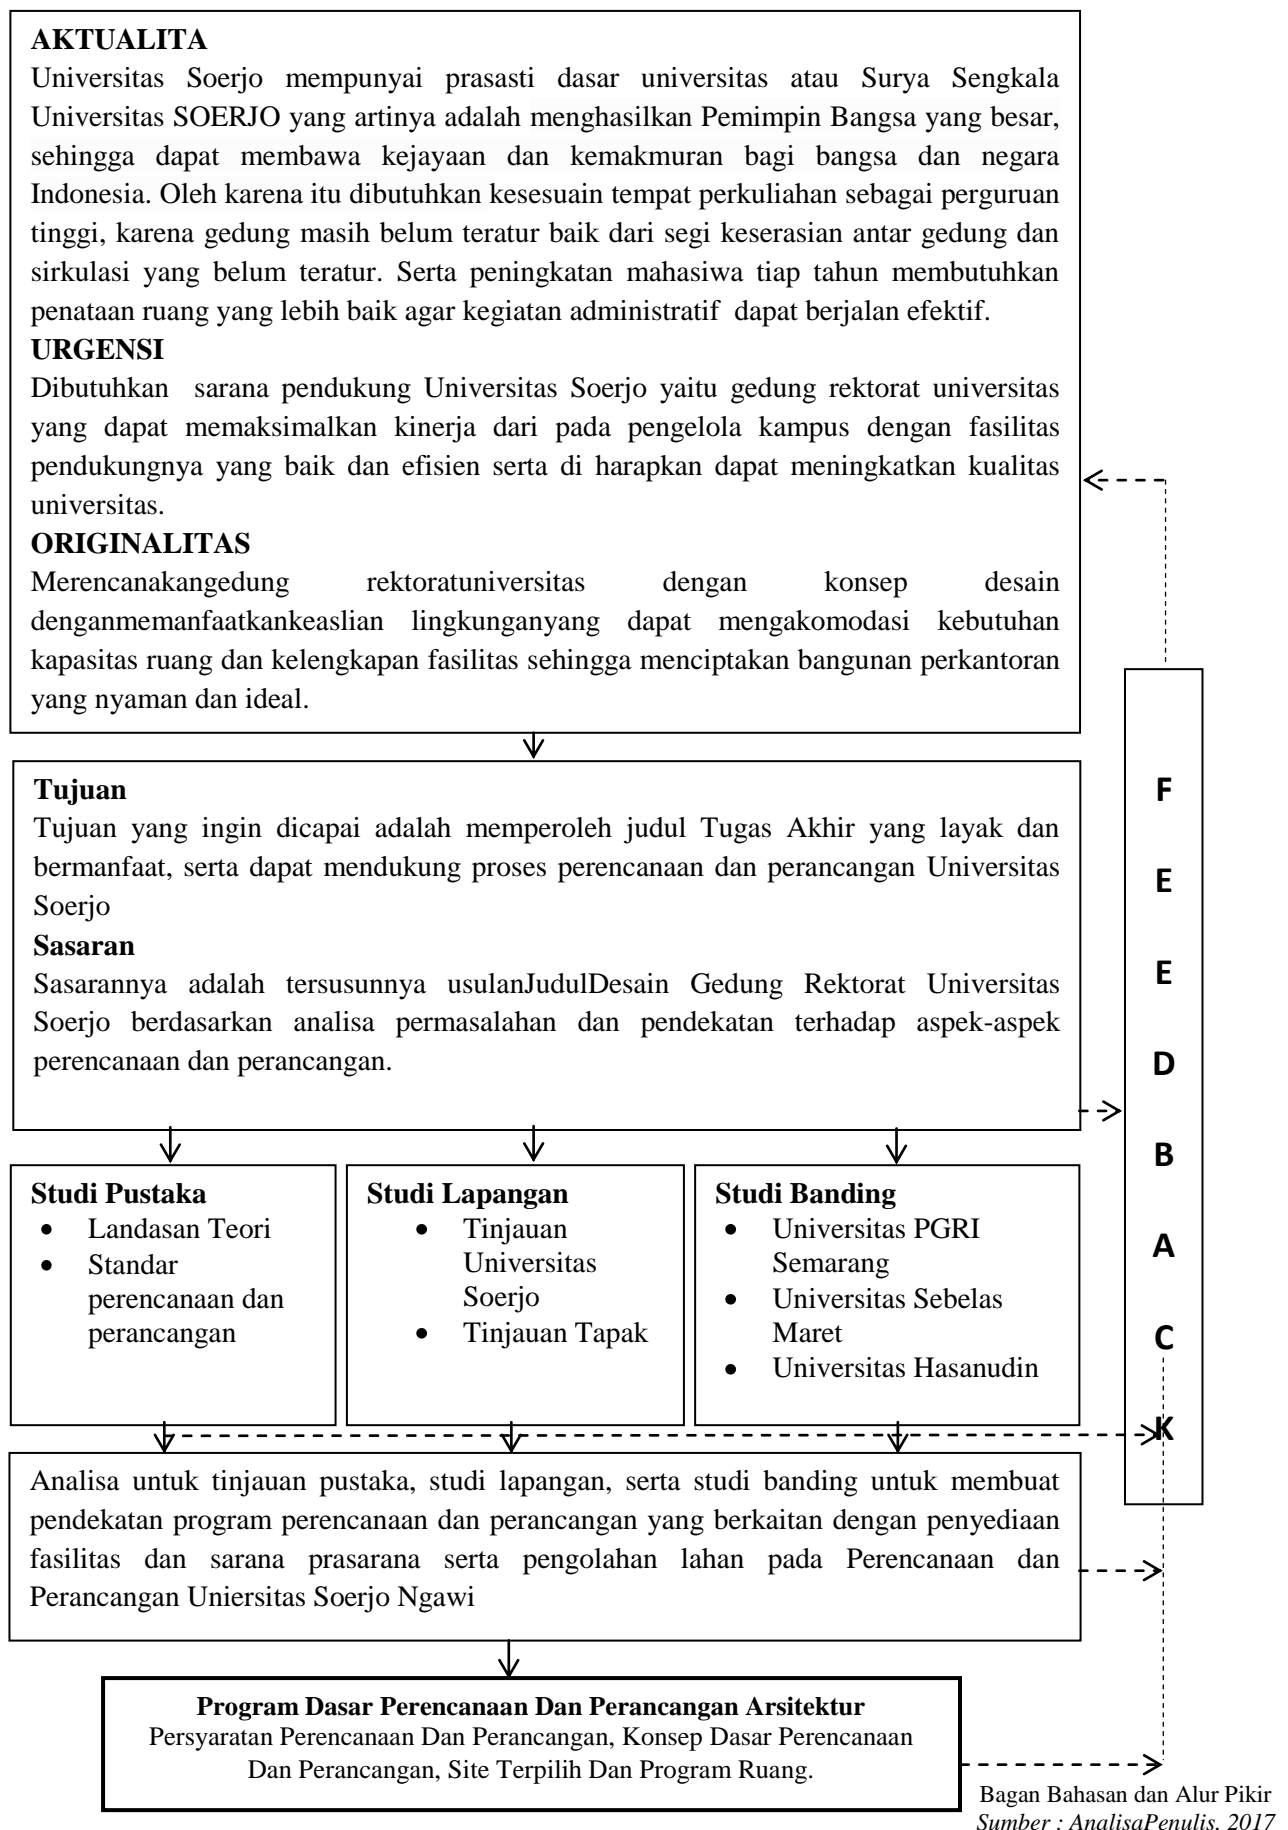 AKTUALITA
Universitas Soerjo mempunyai prasasti dasar universitas atau Surya Sengkala
Universitas SOERJO yang artinya adalah menghasilkan Pemimpin Bangsa yang besar,
sehingga dapat membawa kejayaan dan kemakmuran bagi bangsa dan negara
Indonesia. Oleh karena itu dibutuhkan kesesuain tempat perkuliahan sebagai perguruan
tinggi, karena gedung masih belum teratur baik dari segi keserasian antar gedung dan
sirkulasi yang belum teratur. Serta peningkatan mahasiwa tiap tahun membutuhkan
penataan ruang yang lebih baik agar kegiatan administratif dapat berjalan efektif.
URGENSI
Dibutuhkan sarana pendukung Universitas Soerjo yaitu gedung rektorat universitas
yang dapat memaksimalkan kinerja dari pada pengelola kampus dengan fasilitas
pendukungnya yang baik dan efisien serta di harapkan dapat meningkatkan kualitas
universitas.
ORIGINALITAS
Merencanakangedung rektoratuniversitas dengan konsep desain
denganmemanfaatkankeaslian lingkunganyang dapat mengakomodasi kebutuhan
kapasitas ruang dan kelengkapan fasilitas sehingga menciptakan bangunan perkantoran
yang nyaman dan ideal.
Tujuan
Tujuan yang ingin dicapai adalah memperoleh judul Tugas Akhir yang layak dan
bermanfaat, serta dapat mendukung proses perencanaan dan perancangan Universitas
Soerjo
Sasaran
Sasarannya adalah tersusunnya usulanJudulDesain Gedung Rektorat Universitas
Soerjo berdasarkan analisa permasalahan dan pendekatan terhadap aspek-aspek
perencanaan dan perancangan.
F
E
E
D
B
A
C
K
Studi Pustaka
• Landasan Teori
• Standar
perencanaan dan
perancangan
Studi Lapangan
• Tinjauan
Universitas
Soerjo
• Tinjauan Tapak
Studi Banding
• Universitas PGRI
Semarang
• Universitas Sebelas
Maret
• Universitas Hasanudin
Analisa untuk tinjauan pustaka, studi lapangan, serta studi banding untuk membuat
pendekatan program perencanaan dan perancangan yang berkaitan dengan penyediaan
fasilitas dan sarana prasarana serta pengolahan lahan pada Perencanaan dan
Perancangan Uniersitas Soerjo Ngawi
Program Dasar Perencanaan Dan Perancangan Arsitektur
Persyaratan Perencanaan Dan Perancangan, Konsep Dasar Perencanaan
Dan Perancangan, Site Terpilih Dan Program Ruang.
Bagan Bahasan dan Alur Pikir
Sumber : AnalisaPenulis, 2017